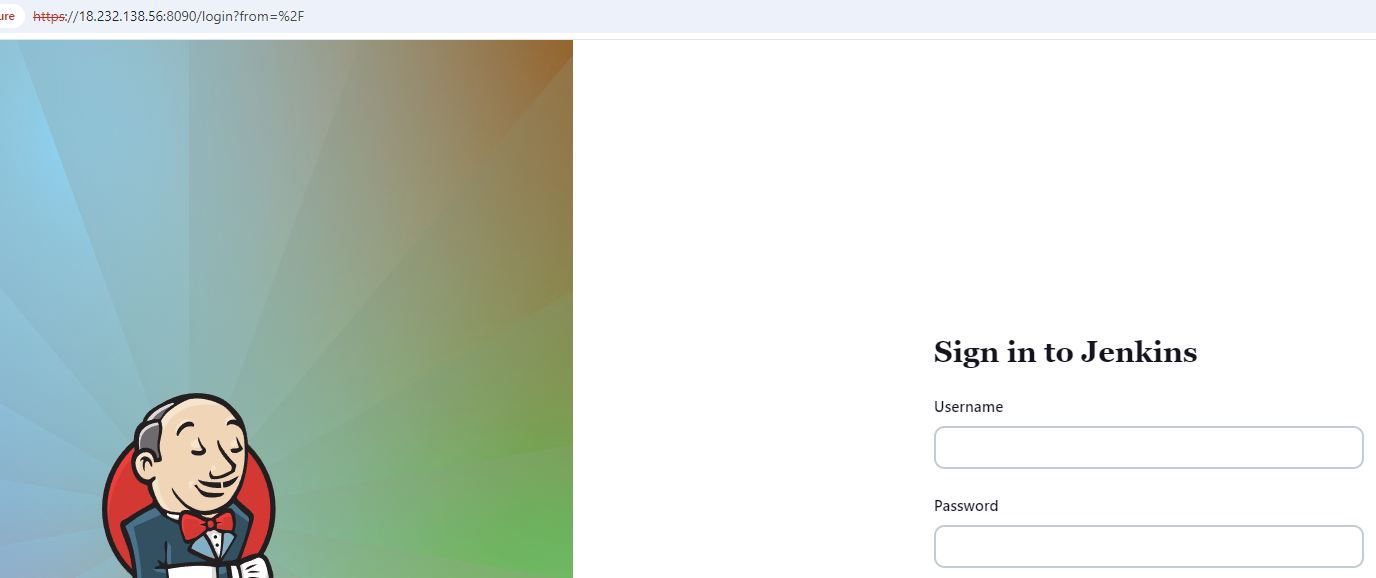 ure https://18.232.138.56:8090/login?from=%2F
Sign in to Jenkins
Username
Password